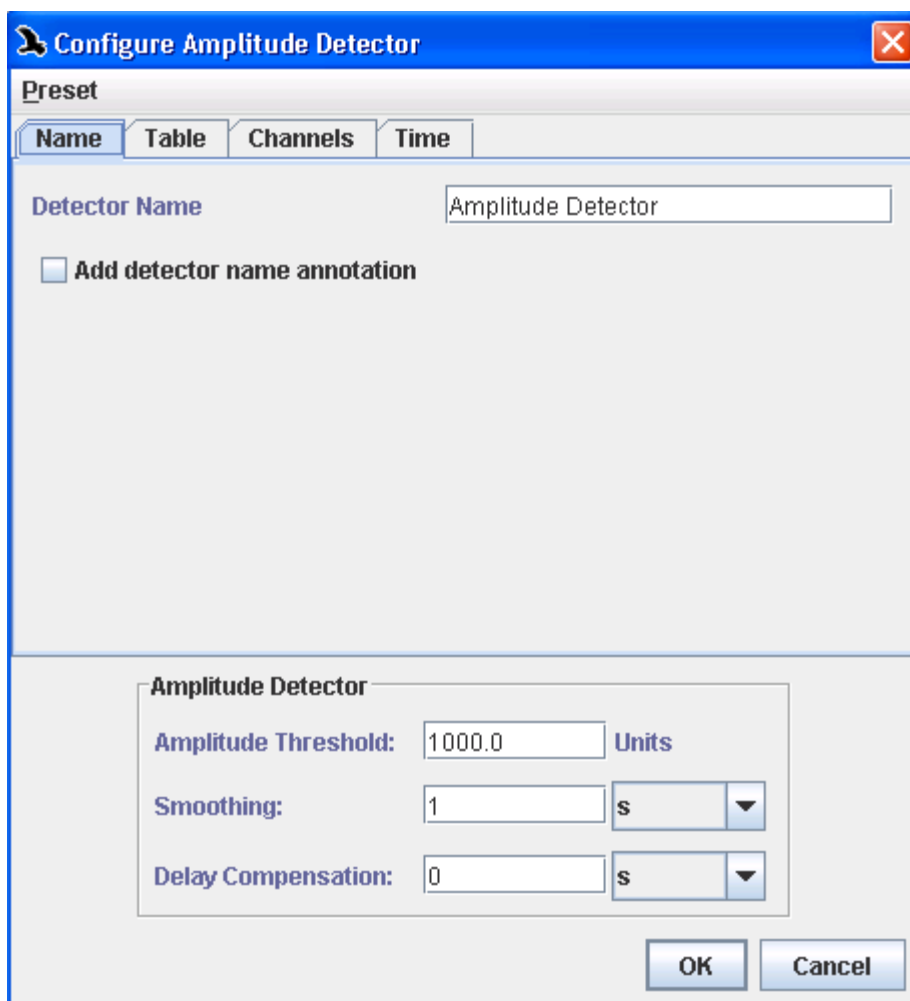 Configure Amplitude Detector
Preset
Name Table Channels Time
Detector Name Amplitude Detector
Add detector name annotation
Amplitude Detector
Amplitude Threshold: 1000.0 Units
Smoothing: 1 s
Delay Compensation: 0 s
OK Cancel